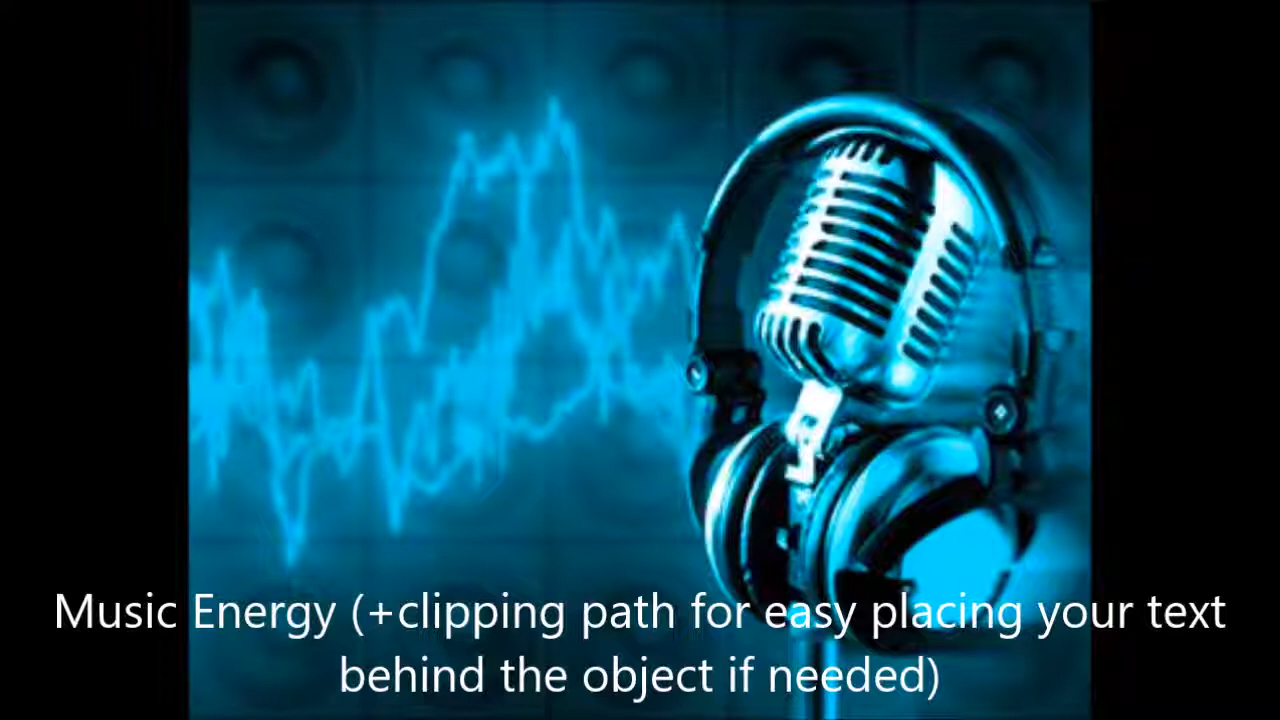 Music Energy (+clipping path for easy placing your text
behind the object if needed)